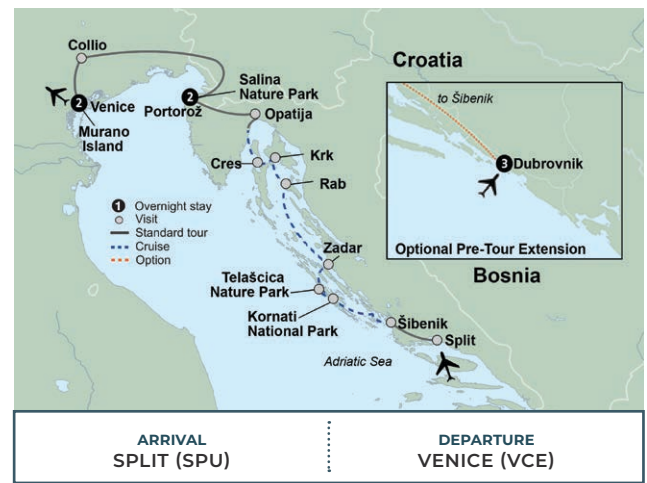 Collio
Croatia
Salina
Nature Park
2
Venice
2
Portorož
Opatija
Murano
Island
Krk
Cres
Rab
1 Overnight stay
Visit
Standard tour
Cruise
Option
Zadar
Telašcica
Nature Park
Kornati
National Park
Šibenik
Split
Adriatic Sea
to Šibenik
3 Dubrovnik
Optional Pre-Tour Extension
Bosnia
ARRIVAL
SPLIT (SPU)
DEPARTURE
VENICE (VCE)